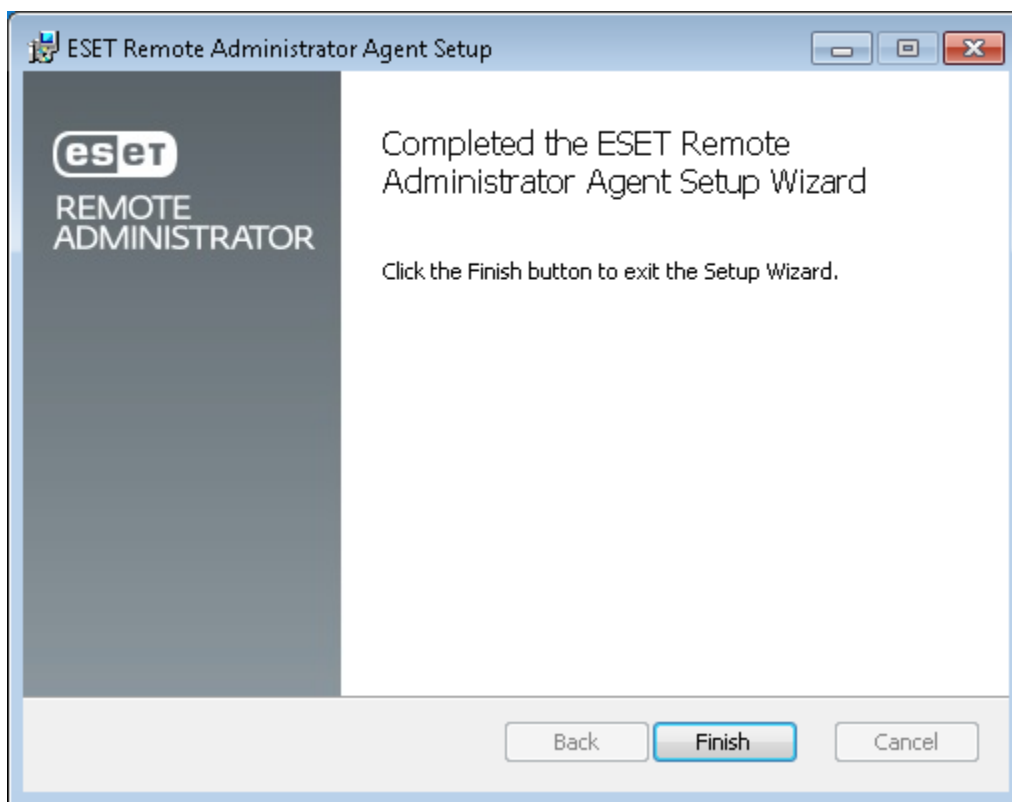 ESET Remote Administrator Agent Setup
eset
REMOTE
ADMINISTRATOR
Completed the ESET Remote
Administrator Agent Setup Wizard
Click the Finish button to exit the Setup Wizard.
Back Finish Cancel